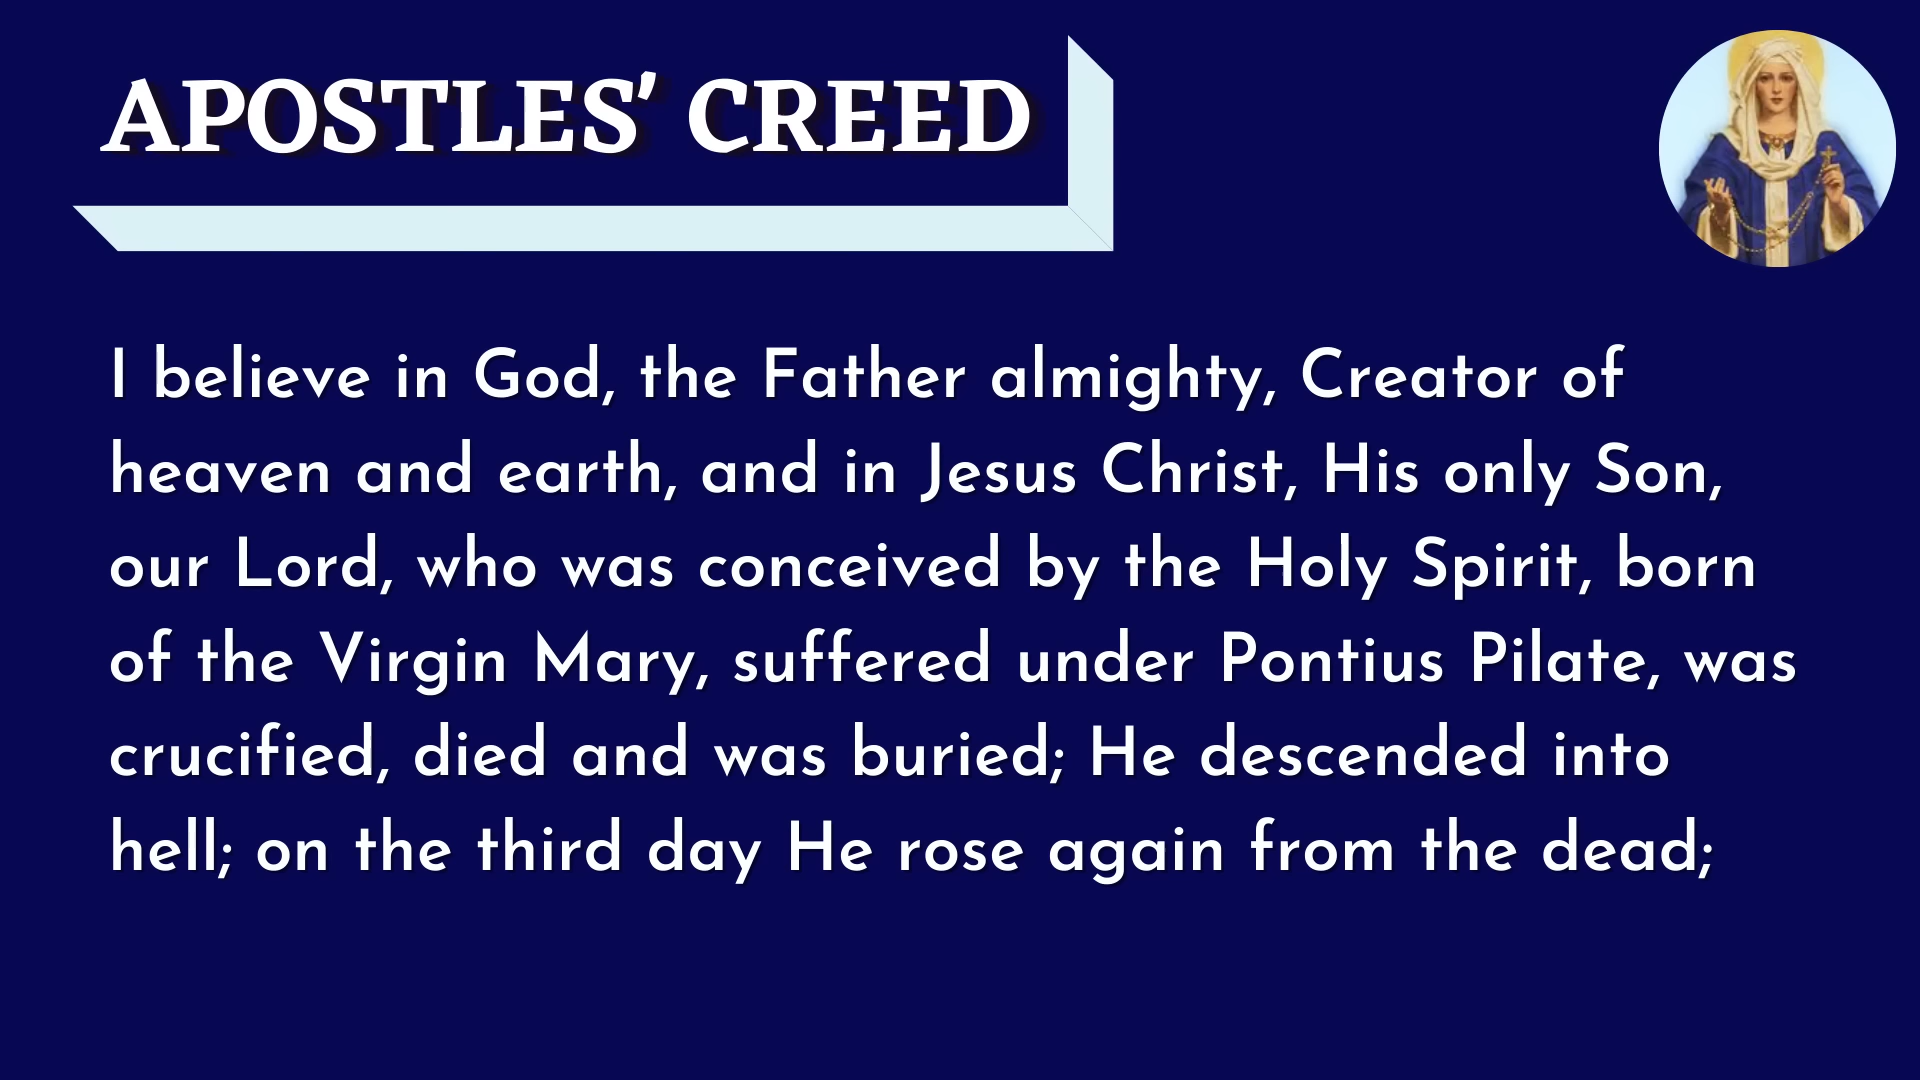 APOSTLES' CREED
I believe in God, the Father almighty, Creator of
heaven and earth, and in Jesus Christ, His only Son,
our Lord, who was conceived by the Holy Spirit, born
of the Virgin Mary, suffered under Pontius Pilate, was
crucified, died and was buried; He descended into
hell; on the third day He rose again from the dead;